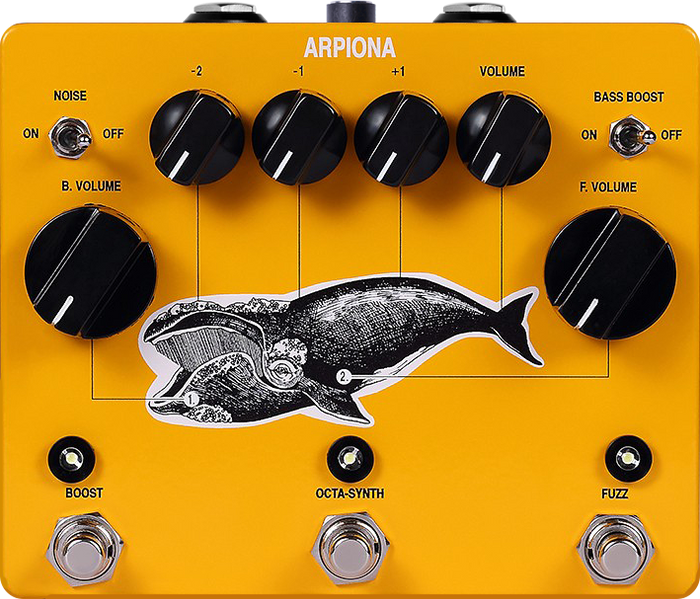 ARPIONA
-2 -1 +1 VOLUME
NOISE
ON OFF
BASS BOOST
ON OFF
B. VOLUME
F. VOLUME
2
1
BOOST
OCTA-SYNTH
FUZZ